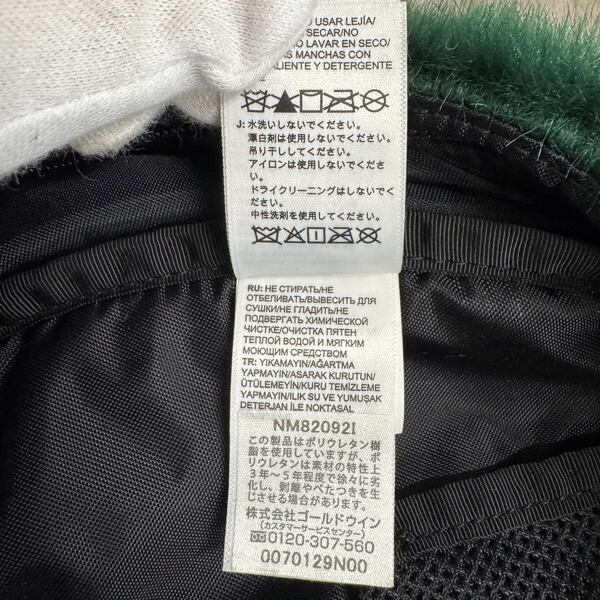 USAR LEJÍA/
SECAR/NO
LAVAR EN SECO/
AS MANCHAS CON
ALIENTE Y DETERGENTE
J: 水洗いしないでください。
漂白剤は使用しないでください。
吊り干ししてください。
アイロンは使用しないでください。
ドライクリーニングはしないでく
ださい。
中性洗剤を使用してください。
RU: НЕ СТИРАТЬ/НЕ
ОТБЕЛИВАТЬ/ВЫВЕСИТЬ ДЛЯ
СУШКИ/НЕ ГЛАДИТЬ/НЕ
ПОДВЕРГАТЬ ХИМИЧЕСКОЙ
ЧИСТКЕ/ОЧИСТКА ПЯТЕН
ТЕПЛОЙ ВОДОЙ И МЯГКИМ
МОЮЩИМ СРЕДСТВОМ
TR: YIKAMAYIN/AĞARTMA
YAPMAYIN/ASARAK KURUTUN/
ÜTÜLEMEYİN/KURU TEMİZLEME
YAPMAYIN/ILIK SU VE YUMUŞAK
DETERJAN İLE NOKTASAL
NM82092I
この製品はポリウレタン樹
脂を使用していますが、ポ
リウレタンは素材の特性上
3年～5年程度で徐々に劣
化し、剥離やべたつきを生
じさせる場合があります。
株式会社ゴールドウイン
(カスタマーサービスセンター)
0120-307-560
0070129N00